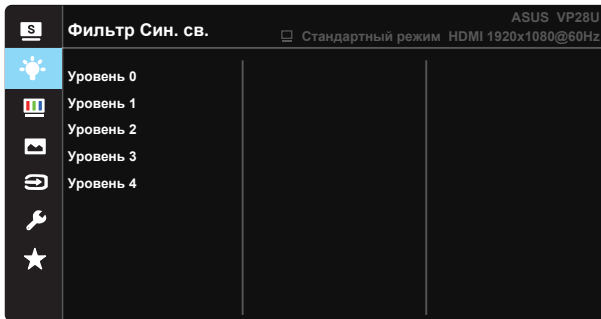 S
ASUS VP28U
Фильтр Син. св.
Стандартный режим HDMI 1920x1080@60Hz
Уровень 0
Уровень 1
Уровень 2
Уровень 3
Уровень 4